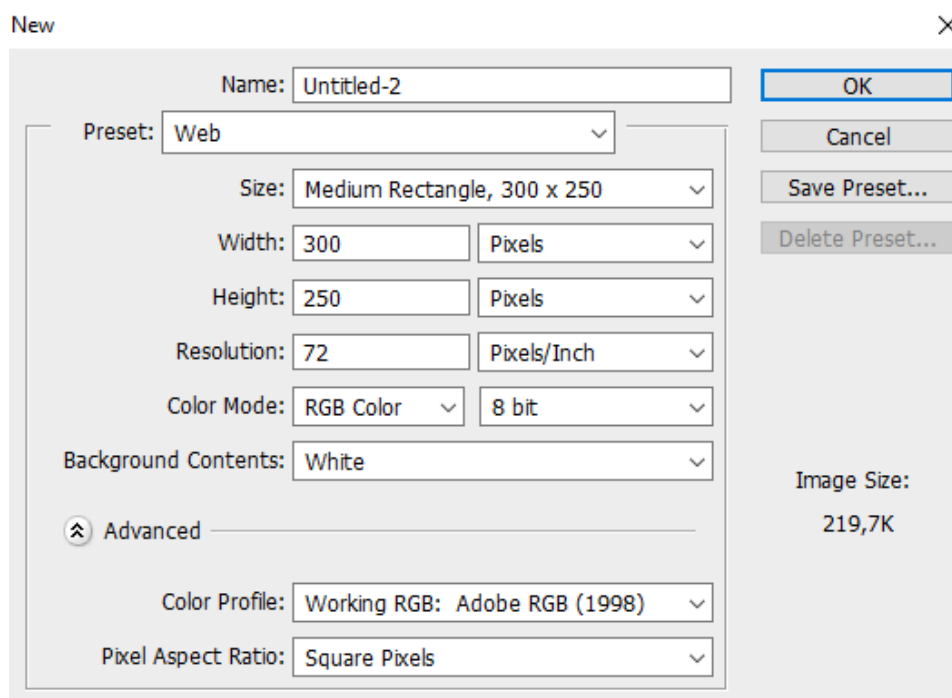 New
Name: Untitled-2
OK
Preset: Web
Cancel
Size: Medium Rectangle, 300 x 250
Save Preset...
Width: 300 Pixels
Delete Preset...
Height: 250 Pixels
Resolution: 72 Pixels/Inch
Color Mode: RGB Color 8 bit
Background Contents: White
Image Size:
219,7K
Advanced
Color Profile: Working RGB: Adobe RGB (1998)
Pixel Aspect Ratio: Square Pixels